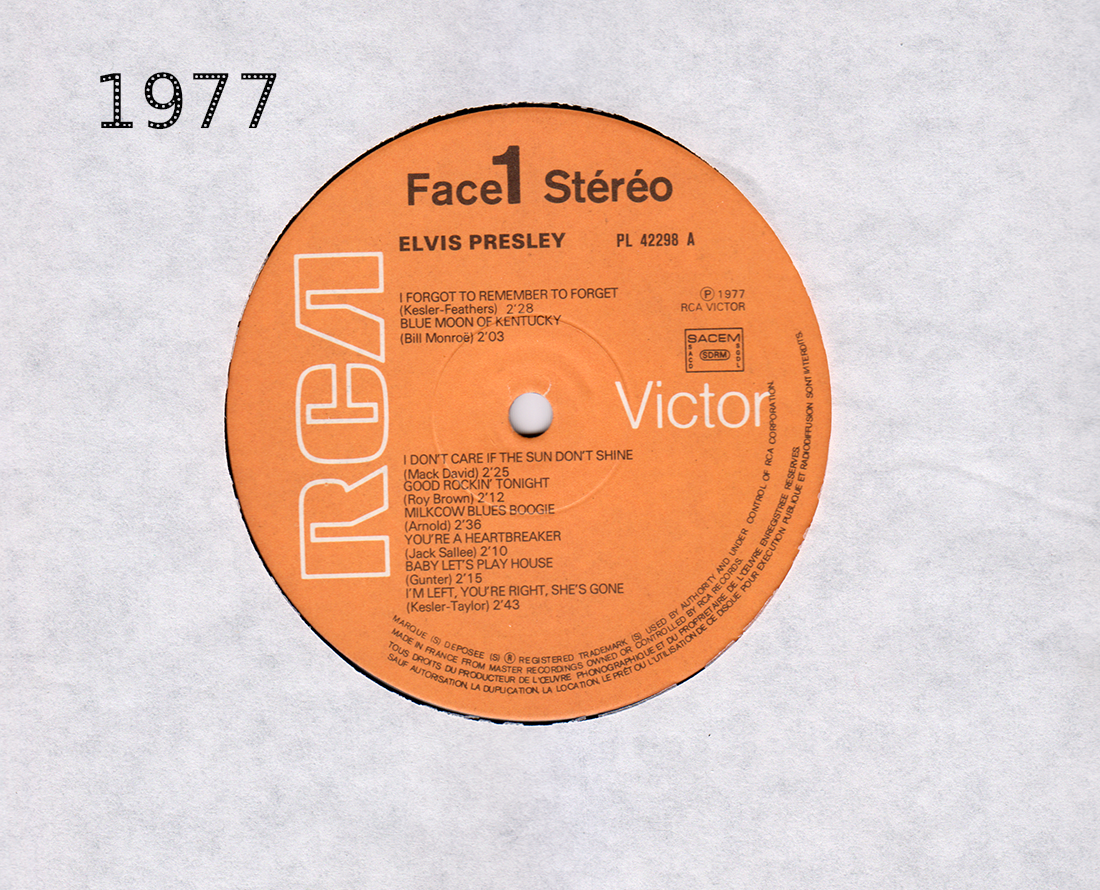 1977
Face 1 Stéréo
ELVIS PRESLEY PL 42298 A
I FORGOT TO REMEMBER TO FORGET
(Kesler-Feathers) 2'28
BLUE MOON OF KENTUCKY
(Bill Monroe) 2'03
Ⓟ 1977
RCA VICTOR
SACEM
SACD SDRM SGDL
RCA
Victor
I DON'T CARE IF THE SUN DON'T SHINE
(Mack David) 2'25
GOOD ROCKIN' TONIGHT
(Roy Brown) 2'12
MILKCOW BLUES BOOGIE
(Arnold) 2'36
YOU'RE A HEARTBREAKER
(Jack Sallee) 2'10
BABY LET'S PLAY HOUSE
(Gunter) 2'15
I'M LEFT, YOU'RE RIGHT, SHE'S GONE
(Kesler-Taylor) 2'43
MARQUE (S) DEPOSEE (S) ® REGISTERED TRADEMARK (S) USED BY AUTHORITY AND UNDER CONTROL OF RCA CORPORATION.
MADE IN FRANCE FROM MASTER RECORDINGS OWNED OR CONTROLLED BY RCA RECORDS.
TOUS DROITS DU PRODUCTEUR DE L'ŒUVRE PHONOGRAPHIQUE ET DU PROPRIETAIRE DE L'ŒUVRE ENREGISTREE RESERVES.
SAUF AUTORISATION, LA DUPLICATION, LA LOCATION, LE PRÊT OU L'UTILISATION DE CE DISQUE POUR EXECUTION PUBLIQUE ET RADIODIFFUSION SONT INTERDITS.